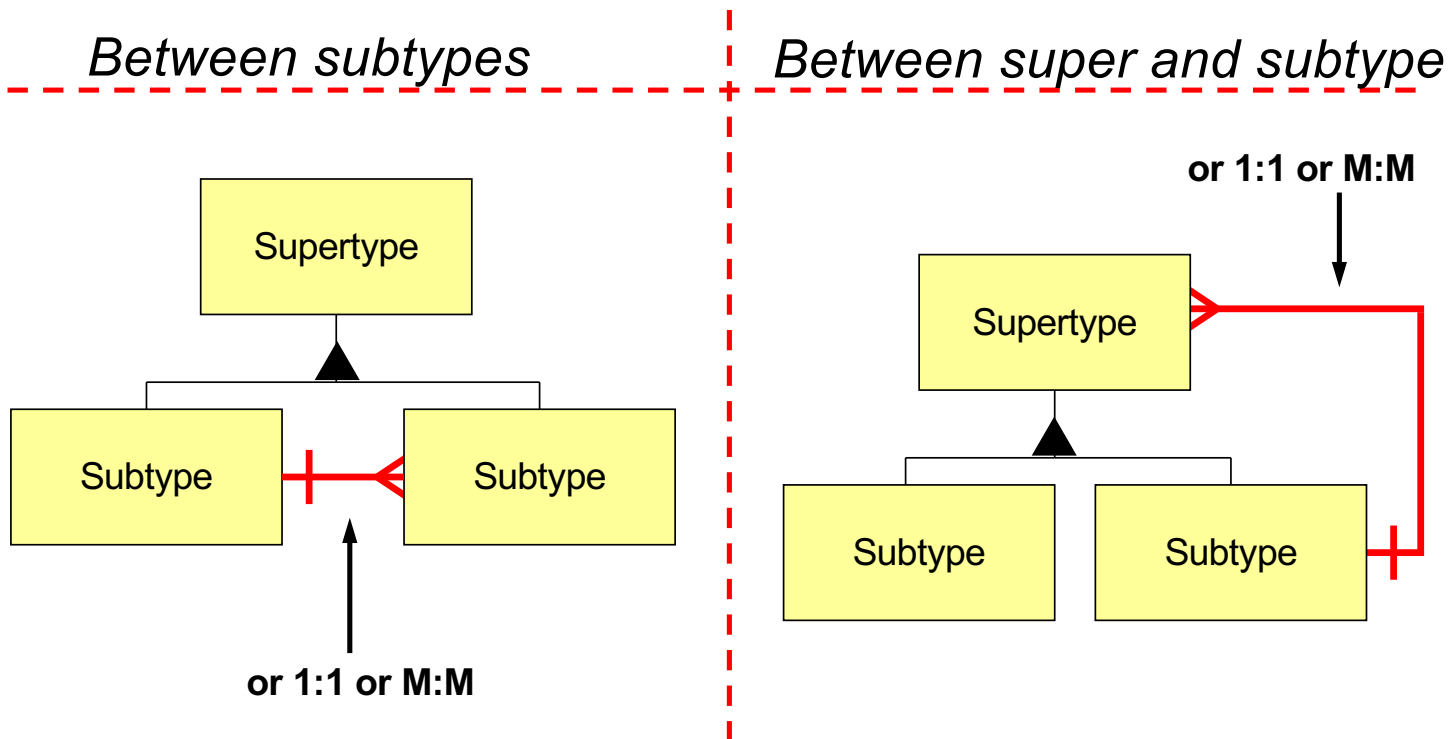 Between subtypes
Supertype
Subtype
Subtype
or 1:1 or M:M
Between super and subtype
or 1:1 or M:M
Supertype
Subtype
Subtype